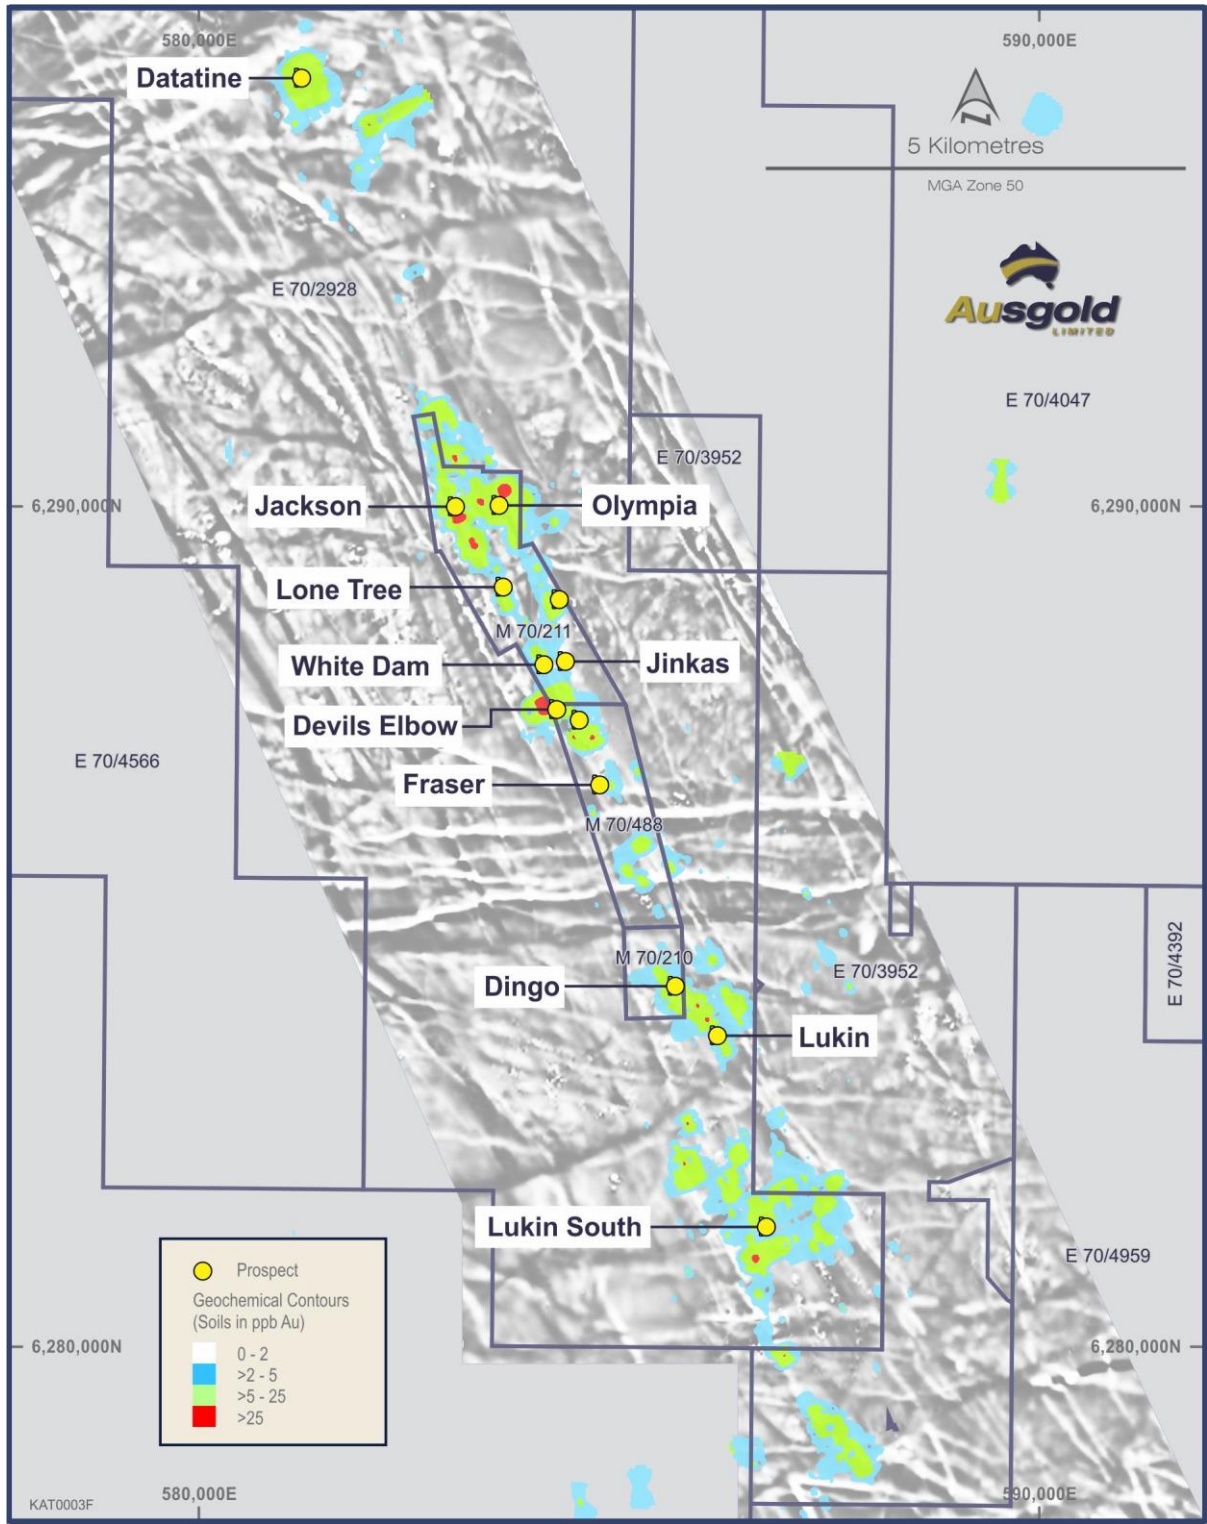 580,000E
590,000E
Datatine
N
5 Kilometres
MGA Zone 50
E 70/2928
Ausgold
LIMITED
E 70/4047
E 70/3952
Jackson
Olympia
6,290,000N
6,290,000N
Lone Tree
M 70/211
White Dam
Jinkas
Devils Elbow
E 70/4566
Fraser
M 70/488
M 70/210
E 70/3952
E 70/4392
Dingo
Lukin
Lukin South
E 70/4959
Prospect
Geochemical Contours
(Soils in ppb Au)
0 - 2
>2 - 5
>5 - 25
>25
6,280,000N
6,280,000N
KAT0003F
580,000E
590,000E